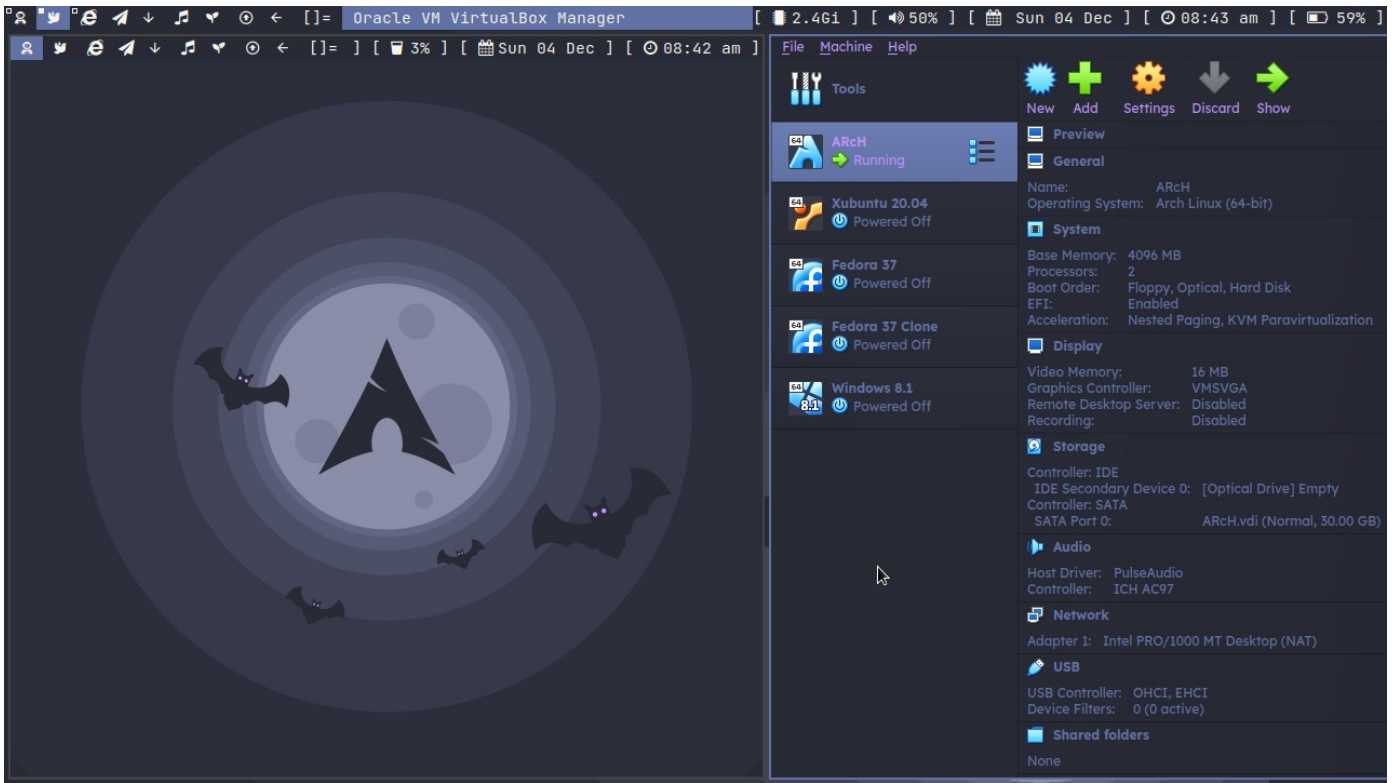 []= Oracle VM VirtualBox Manager [ 2.4Gi ] [ 50% ] [ Sun 04 Dec ] [ 08:43 am ] [ 59% ]
[]= ] [ 3% ] [ Sun 04 Dec ] [ 08:42 am ]
File Machine Help
Tools
New Add Settings Discard Show
64 ARcH
Running
64 Xubuntu 20.04
Powered Off
64 Fedora 37
Powered Off
64 Fedora 37 Clone
Powered Off
64 Windows 8.1
8.1 Powered Off
Preview
General
Name: ARcH
Operating System: Arch Linux (64-bit)
System
Base Memory: 4096 MB
Processors: 2
Boot Order: Floppy, Optical, Hard Disk
EFI: Enabled
Acceleration: Nested Paging, KVM Paravirtualization
Display
Video Memory: 16 MB
Graphics Controller: VMSVGA
Remote Desktop Server: Disabled
Recording: Disabled
Storage
Controller: IDE
IDE Secondary Device 0: [Optical Drive] Empty
Controller: SATA
SATA Port 0: ARcH.vdi (Normal, 30.00 GB)
Audio
Host Driver: PulseAudio
Controller: ICH AC97
Network
Adapter 1: Intel PRO/1000 MT Desktop (NAT)
USB
USB Controller: OHCI, EHCI
Device Filters: 0 (0 active)
Shared folders
None